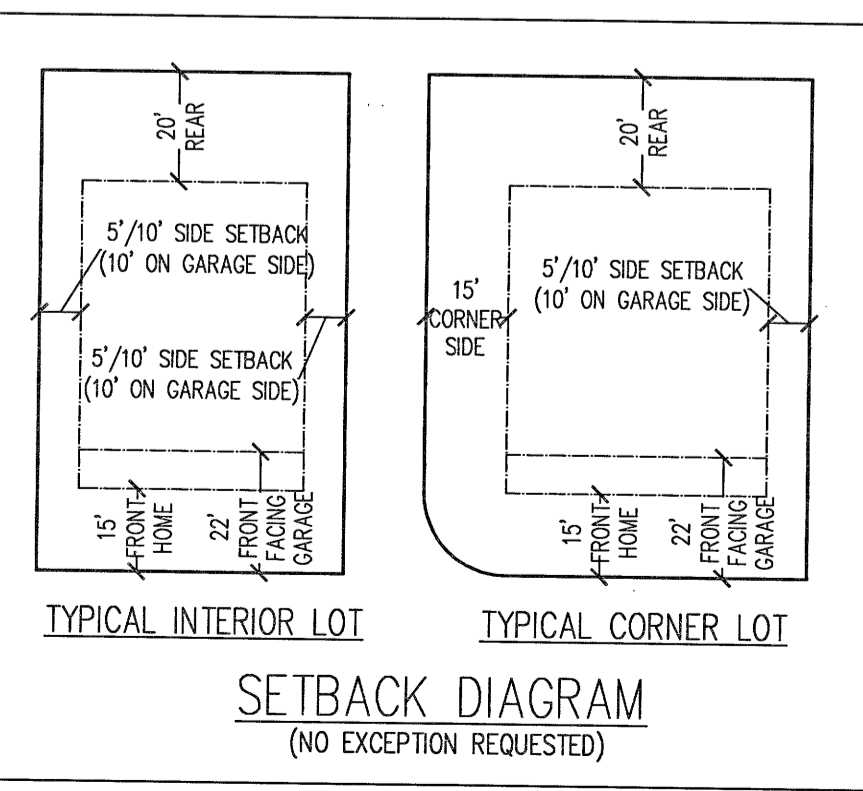 20'
REAR
5'/10' SIDE SETBACK
(10' ON GARAGE SIDE)
5'/10' SIDE SETBACK
(10' ON GARAGE SIDE)
15'
FRONT
HOME
22'
FRONT
FACING
GARAGE
TYPICAL INTERIOR LOT
20'
REAR
15'
CORNER
SIDE
5'/10' SIDE SETBACK
(10' ON GARAGE SIDE)
15'
FRONT
HOME
22'
FRONT
FACING
GARAGE
TYPICAL CORNER LOT
SETBACK DIAGRAM
(NO EXCEPTION REQUESTED)